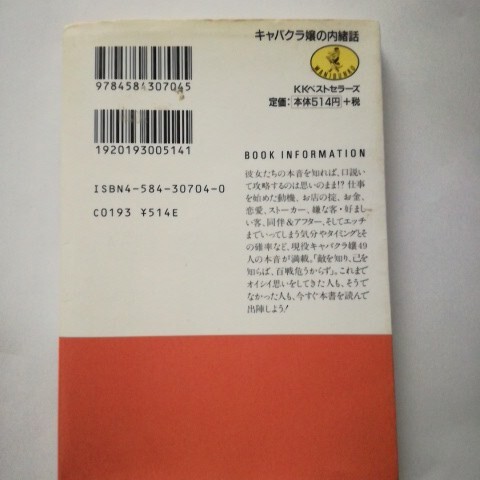 キャバクラ嬢の内緒話
WANIBUNKO
KKベストセラーズ
定価:本体514円+税
9784584307045
1920193005141
ISBN4-584-30704-0
C0193 ¥514E
BOOK INFORMATION
彼女たちの本音を知れば、口説い
て攻略するのは思いのまま!?仕事
を始めた動機、お店の掟、お金、
恋愛、ストーカー、嫌な客・好まし
い客、同伴&アフター、そしてエッチ
までいってしまう気分やタイミングとそ
の確率など、現役キャバクラ嬢49
人の本音が満載。「敵を知り、己を
知らば、百戦危うからず」。これまで
オイシイ思いをしてきた人も、そうで
なかった人も、今すぐ本書を読んで
出陣しよう!